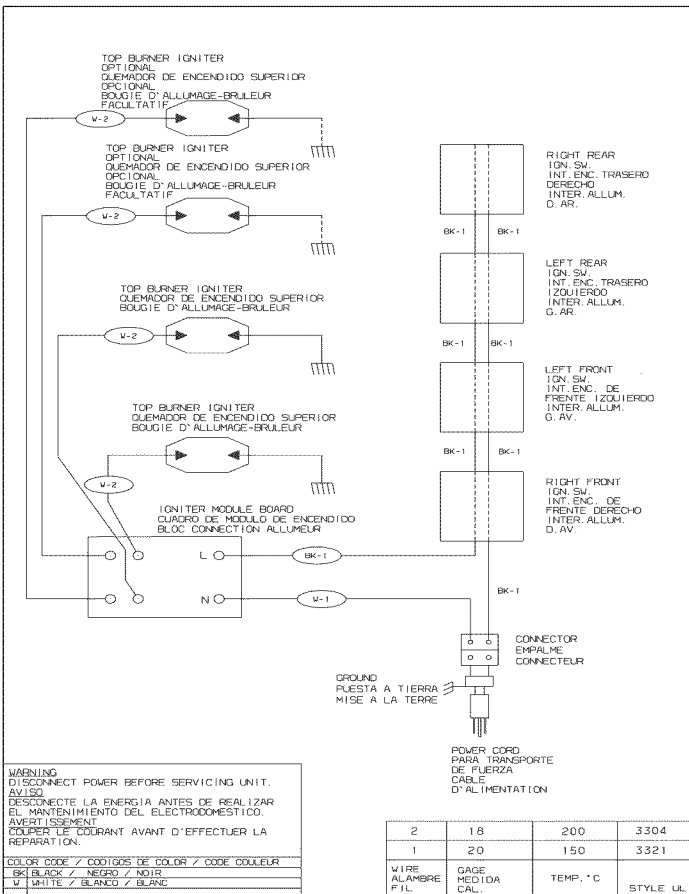 TOP BURNER IGNITER
OPTIONAL
QUEMADOR DE ENCENDIDO SUPERIOR
OPCIONAL
BOUGIE D'ALLUMAGE-BRULEUR
FACULTATIF
W-2
TOP BURNER IGNITER
OPTIONAL
QUEMADOR DE ENCENDIDO SUPERIOR
OPCIONAL
BOUGIE D'ALLUMAGE-BRULEUR
FACULTATIF
W-2
TOP BURNER IGNITER
QUEMADOR DE ENCENDIDO SUPERIOR
BOUGIE D'ALLUMAGE-BRULEUR
W-2
TOP BURNER IGNITER
QUEMADOR DE ENCENDIDO SUPERIOR
BOUGIE D'ALLUMAGE-BRULEUR
W-2
IGNITER MODULE BOARD
CUADRO DE MODULO DE ENCENDIDO
BLOC CONNECTION ALLUMEUR
L
BK-1
N
W-1
RIGHT REAR
IGN. SW.
INT. ENC. TRASERO
DERECHO
INTER. ALLUM.
D. AR.
BK-1 BK-1
LEFT REAR
IGN. SW.
INT. ENC. TRASERO
IZQUIERDO
INTER. ALLUM.
G. AR.
BK-1 BK-1
LEFT FRONT
IGN. SW.
INT. ENC. DE
FRENTE IZQUIERDO
INTER. ALLUM.
G. AV.
BK-1 BK-1
RIGHT FRONT
IGN. SW.
INT. ENC. DE
FRENTE DERECHO
INTER. ALLUM.
D. AV.
BK-1
CONNECTOR
EMPALME
CONNECTEUR
GROUND
PUESTA A TIERRA
MISE A LA TERRE
POWER CORD
PARA TRANSPORTE
DE FUERZA
CABLE
D'ALIMENTATION
WARNING
DISCONNECT POWER BEFORE SERVICING UNIT.
AVISO
DESCONECTE LA ENERGIA ANTES DE REALIZAR
EL MANTENIMIENTO DEL ELECTRODOMESTICO.
AVERTISSEMENT
COUPER LE COURANT AVANT D'EFFECTUER LA
REPARATION.
COLOR CODE / CODIGOS DE COLOR / CODE COULEUR
BK BLACK / NEGRO / NOIR
W WHITE / BLANCO / BLANC
2 18 200 3304
1 20 150 3321
WIRE
ALAMBRE
FIL
GAGE
MEDIDA
CAL.
TEMP. °C
STYLE UL